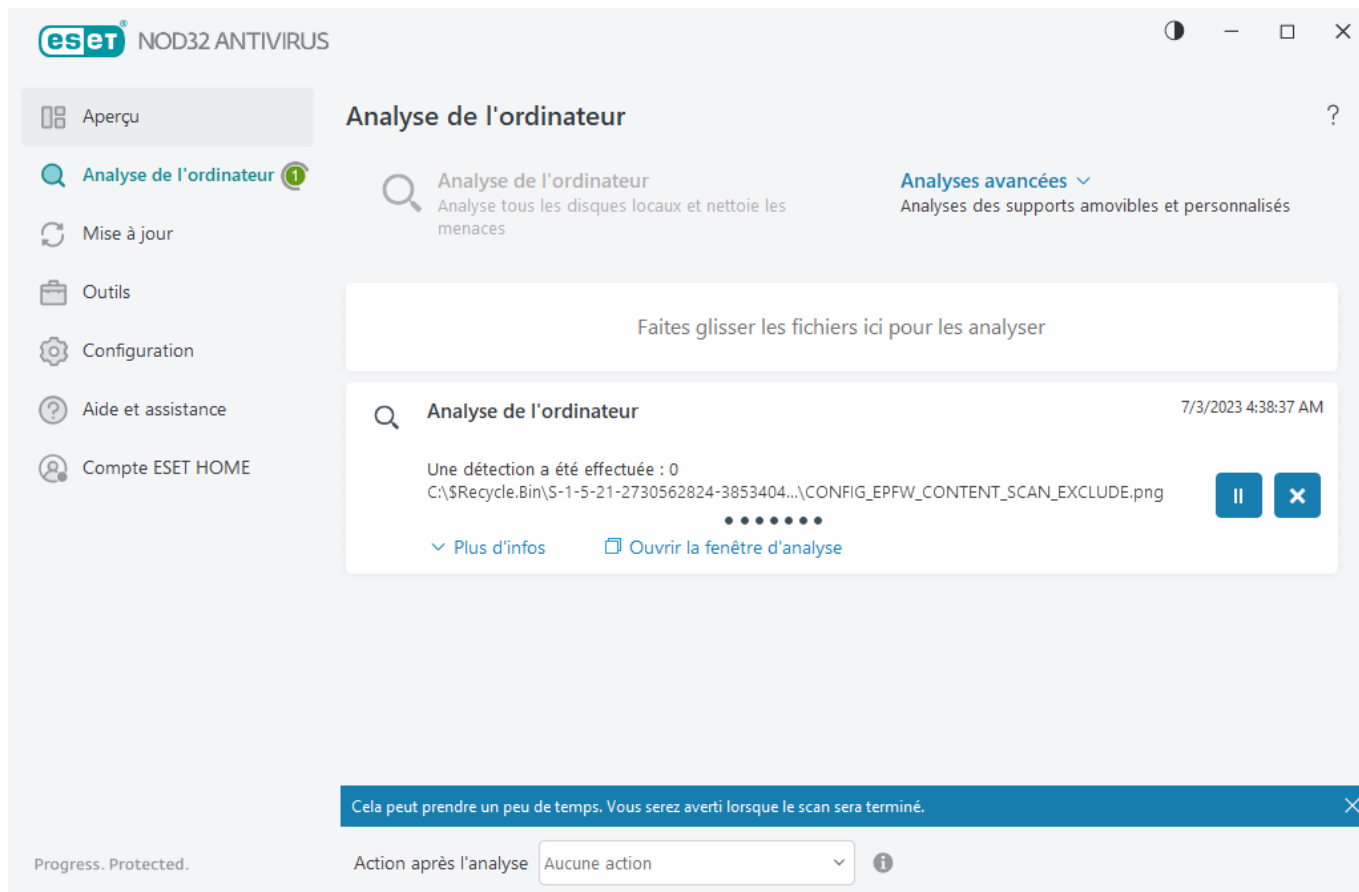 eset® NOD32 ANTIVIRUS
Aperçu
Analyse de l'ordinateur 1
Mise à jour
Outils
Configuration
Aide et assistance
Compte ESET HOME
Progress. Protected.
Analyse de l'ordinateur
?
Analyse de l'ordinateur
Analyse tous les disques locaux et nettoie les
menaces
Analyses avancées
Analyses des supports amovibles et personnalisés
Faites glisser les fichiers ici pour les analyser
Analyse de l'ordinateur
7/3/2023 4:38:37 AM
Une détection a été effectuée : 0
C:\$Recycle.Bin\S-1-5-21-2730562824-3853404...\CONFIG_EPFW_CONTENT_SCAN_EXCLUDE.png
Plus d'infos
Ouvrir la fenêtre d'analyse
Cela peut prendre un peu de temps. Vous serez averti lorsque le scan sera terminé.
Action après l'analyse
Aucune action